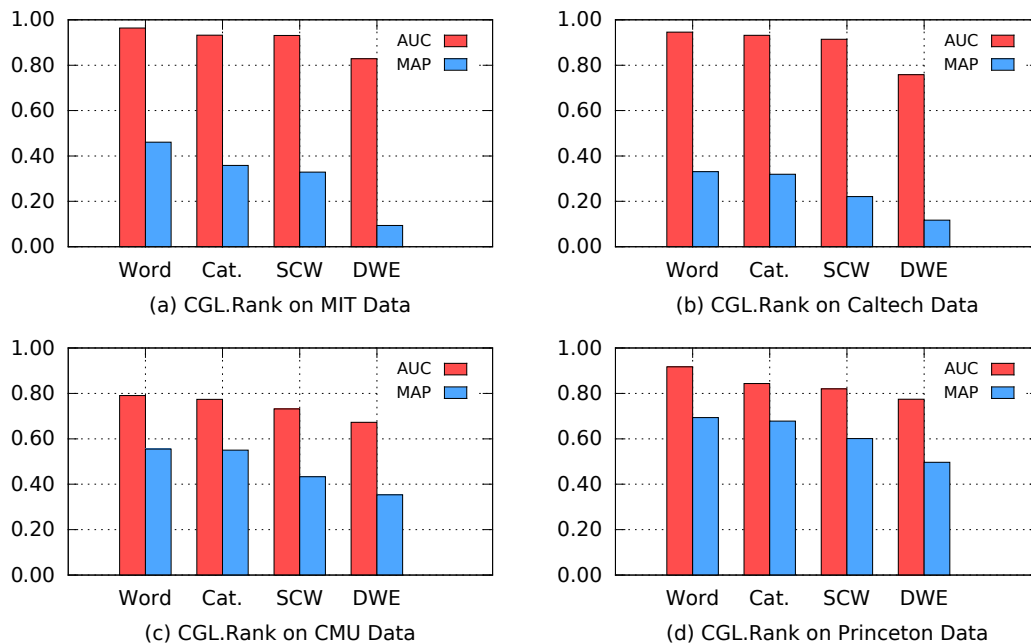 1.00
0.80
0.60
0.40
0.20
0.00
AUC
MAP
Word Cat. SCW DWE
(a) CGL.Rank on MIT Data
1.00
0.80
0.60
0.40
0.20
0.00
AUC
MAP
Word Cat. SCW DWE
(b) CGL.Rank on Caltech Data
1.00
0.80
0.60
0.40
0.20
0.00
AUC
MAP
Word Cat. SCW DWE
(c) CGL.Rank on CMU Data
1.00
0.80
0.60
0.40
0.20
0.00
AUC
MAP
Word Cat. SCW DWE
(d) CGL.Rank on Princeton Data